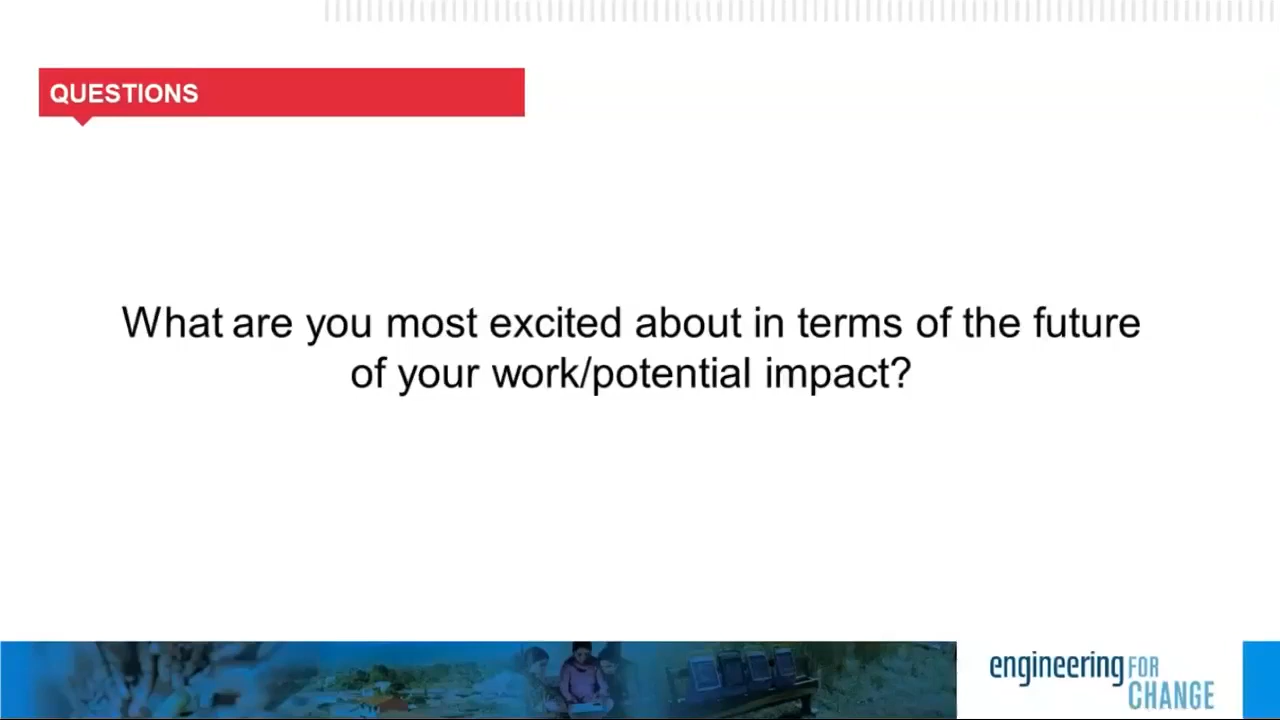 QUESTIONS
What are you most excited about in terms of the future
of your work/potential impact?
engineering FOR
CHANGE